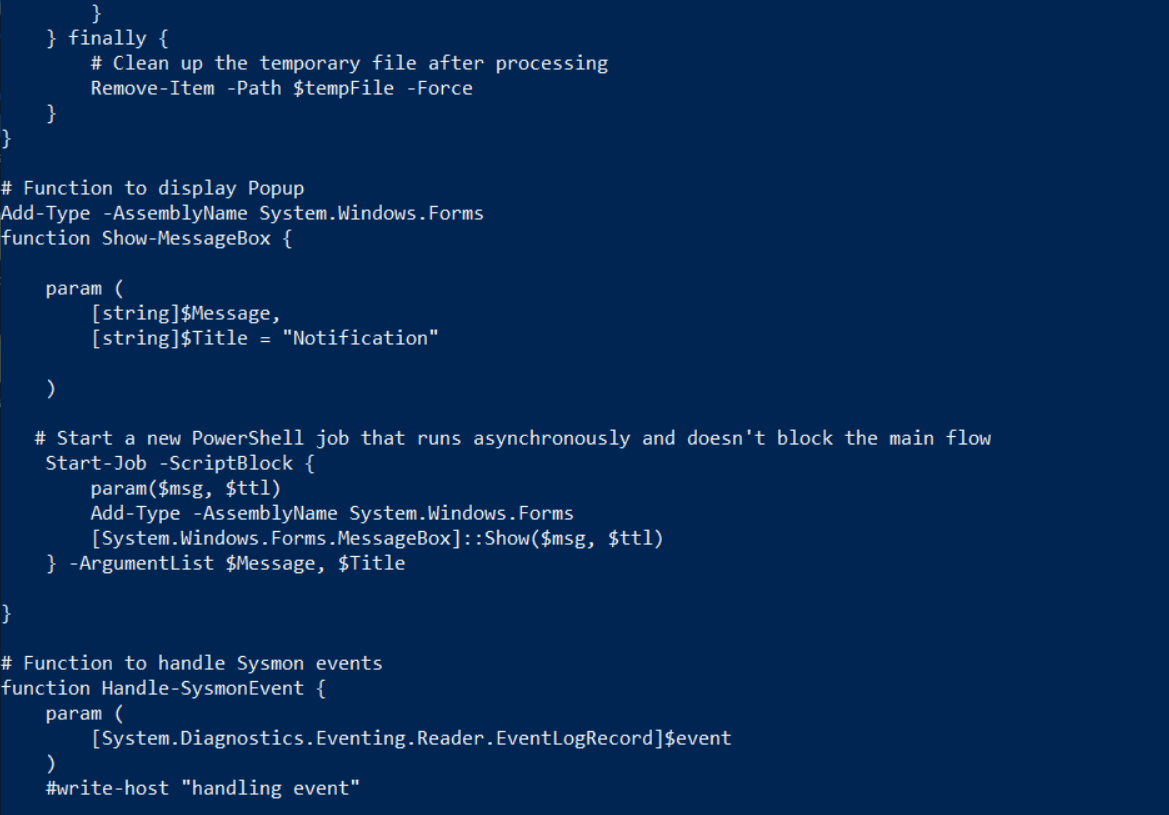 }
    } finally {
        # Clean up the temporary file after processing
        Remove-Item -Path $tempFile -Force
    }
}
# Function to display Popup
Add-Type -AssemblyName System.Windows.Forms
function Show-MessageBox {
    param (
        [string]$Message,
        [string]$Title = "Notification"
    )
   # Start a new PowerShell job that runs asynchronously and doesn't block the main flow
    Start-Job -ScriptBlock {
        param($msg, $ttl)
        Add-Type -AssemblyName System.Windows.Forms
        [System.Windows.Forms.MessageBox]::Show($msg, $ttl)
    } -ArgumentList $Message, $Title
}
# Function to handle Sysmon events
function Handle-SysmonEvent {
    param (
        [System.Diagnostics.Eventing.Reader.EventLogRecord]$event
    )
    #write-host "handling event"